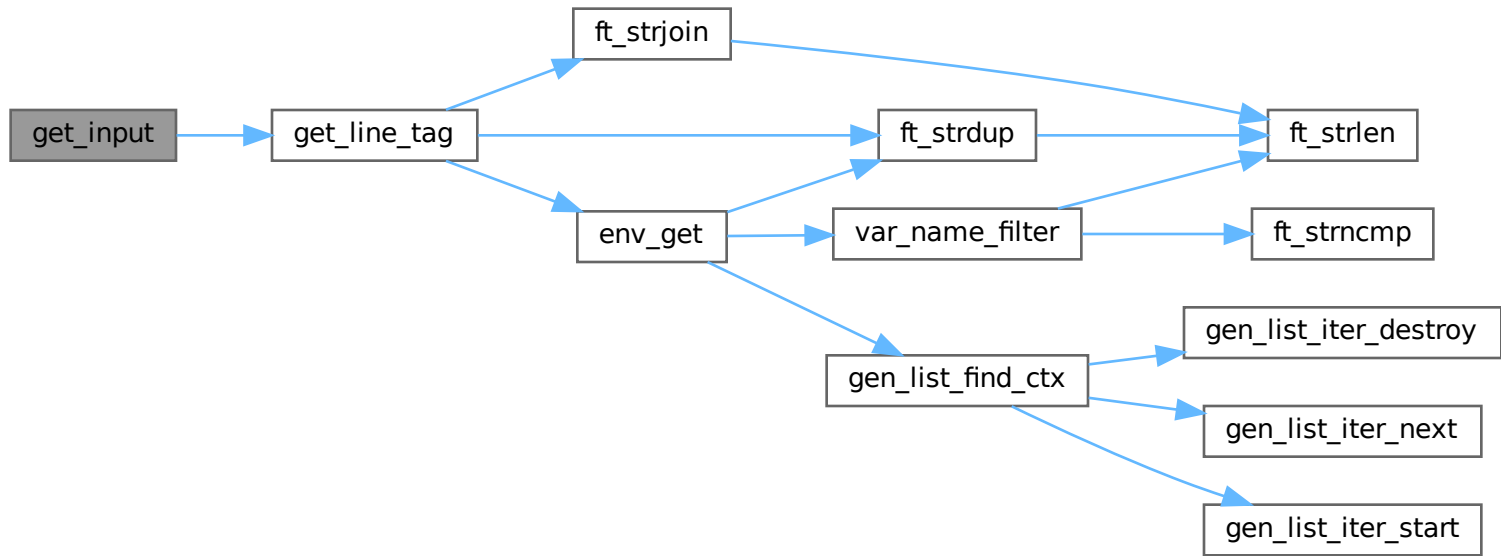 get_input
get_line_tag
ft_strjoin
ft_strdup
env_get
ft_strlen
var_name_filter
ft_strncmp
gen_list_find_ctx
gen_list_iter_destroy
gen_list_iter_next
gen_list_iter_start